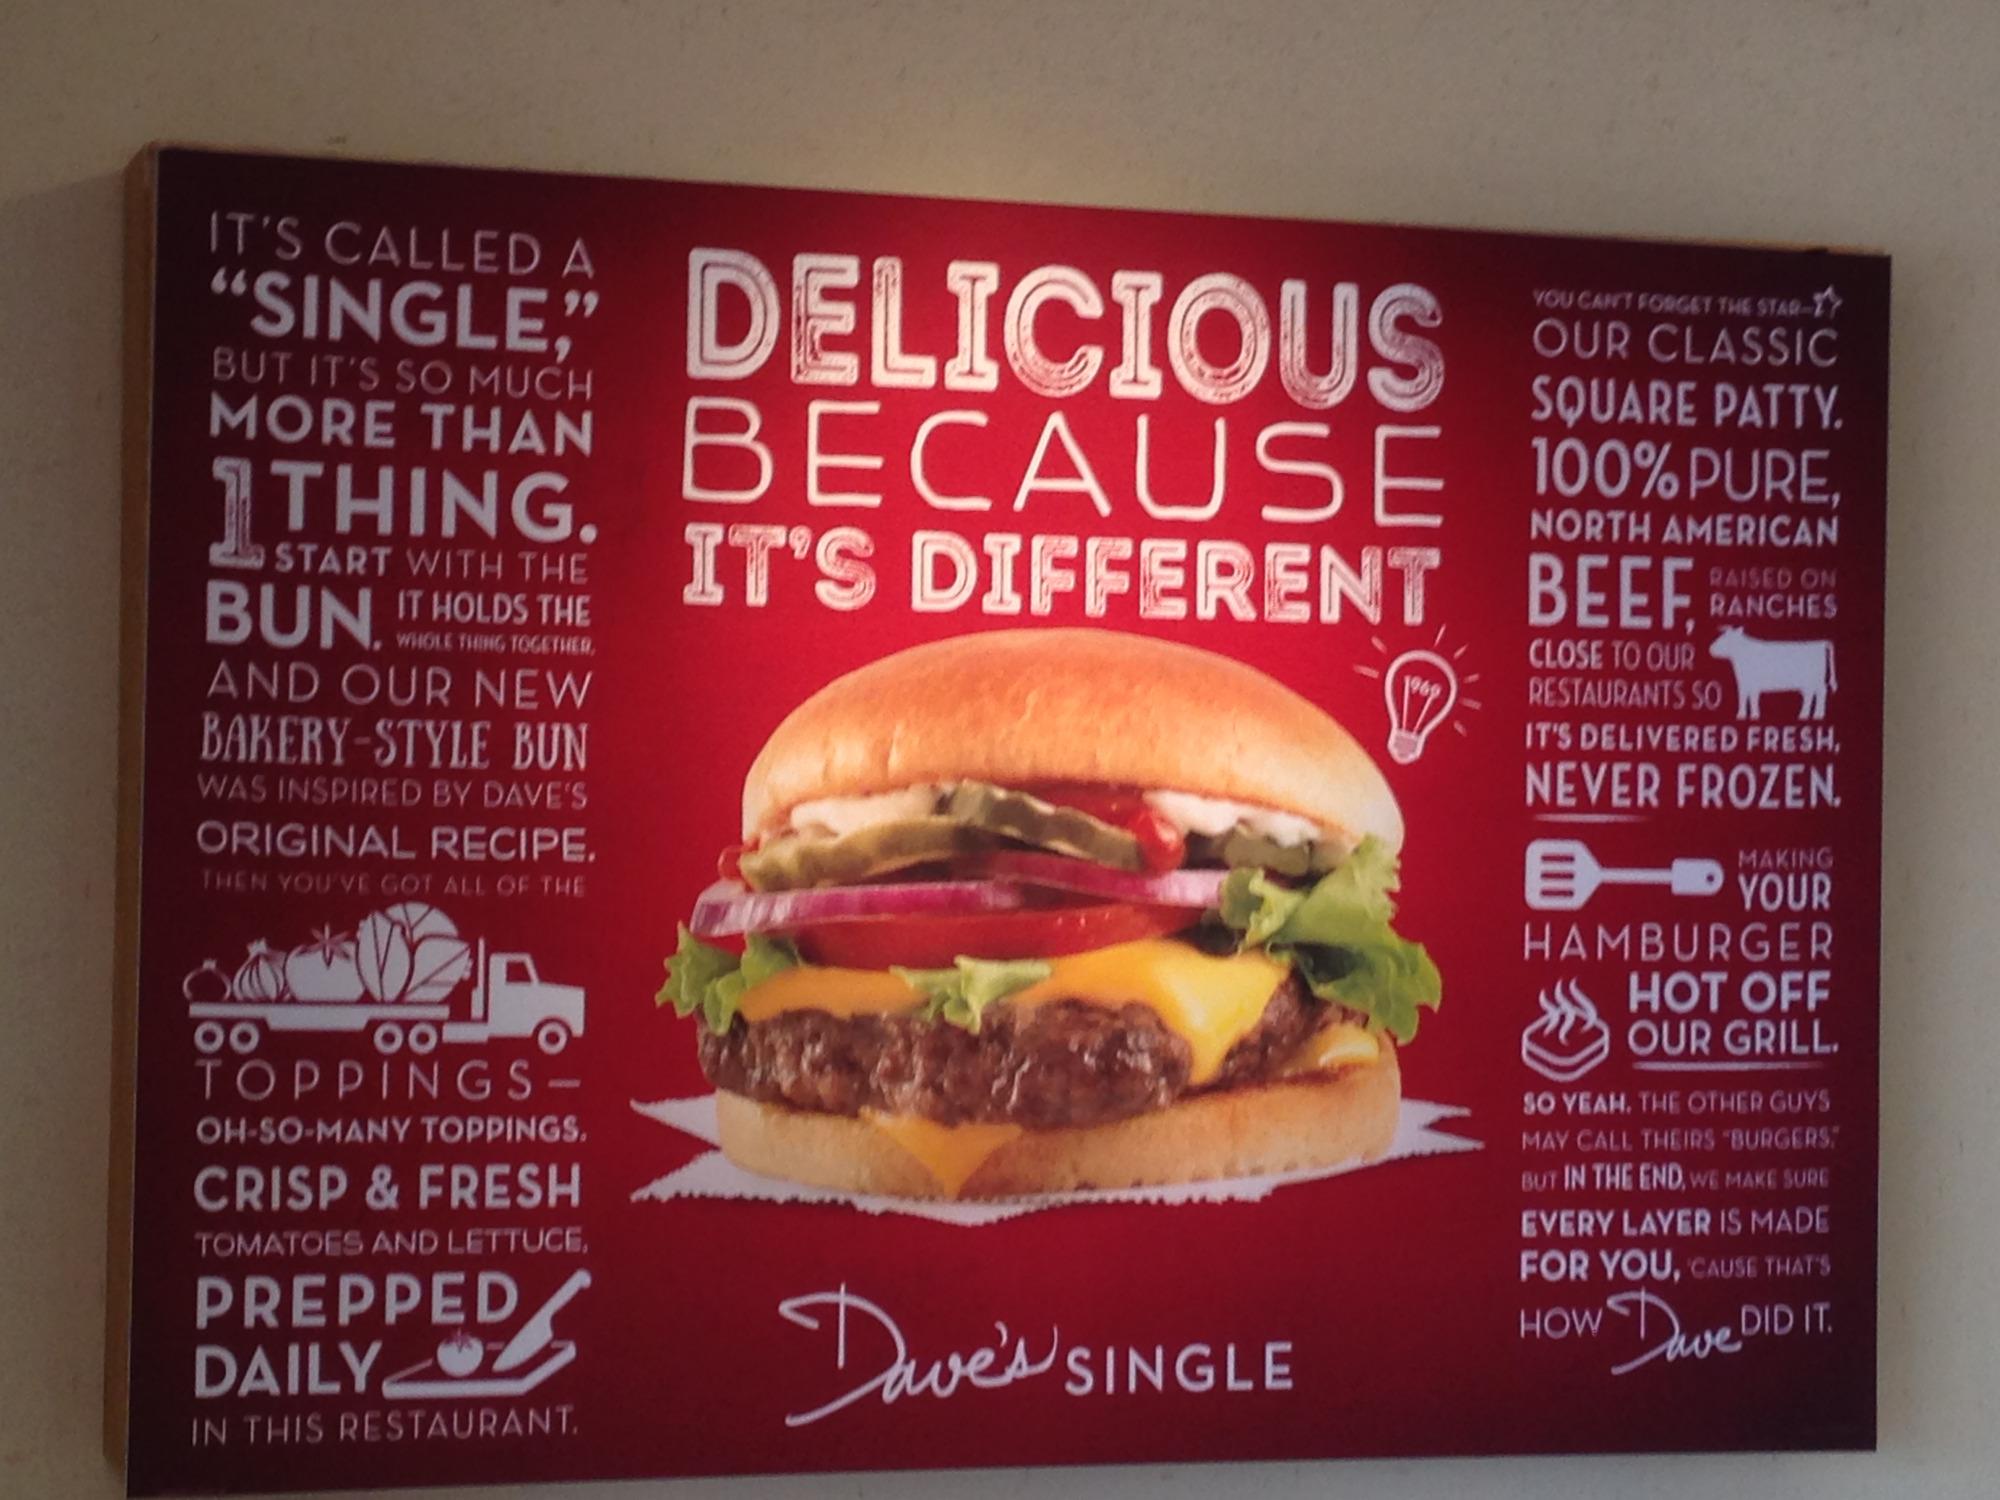 IT'S CALLED A
“SINGLE,”
BUT IT'S SO MUCH
MORE THAN
1 THING.
START WITH THE
BUN. IT HOLDS THE
WHOLE THING TOGETHER,
AND OUR NEW
BAKERY-STYLE BUN
WAS INSPIRED BY DAVE'S
ORIGINAL RECIPE.
THEN YOU'VE GOT ALL OF THE
TOPPINGS–
OH-SO-MANY TOPPINGS.
CRISP & FRESH
TOMATOES AND LETTUCE,
PREPPED
DAILY
IN THIS RESTAURANT.
DELICIOUS
BECAUSE
IT'S DIFFERENT
1969
Dave's SINGLE
YOU CAN'T FORGET THE STAR–
OUR CLASSIC
SQUARE PATTY.
100% PURE,
NORTH AMERICAN
BEEF, RAISED ON
RANCHES
CLOSE TO OUR
RESTAURANTS SO
IT'S DELIVERED FRESH,
NEVER FROZEN.
MAKING
YOUR
HAMBURGER
HOT OFF
OUR GRILL.
SO YEAH. THE OTHER GUYS
MAY CALL THEIRS “BURGERS,”
BUT IN THE END, WE MAKE SURE
EVERY LAYER IS MADE
FOR YOU, 'CAUSE THAT'S
HOW Dave DID IT.